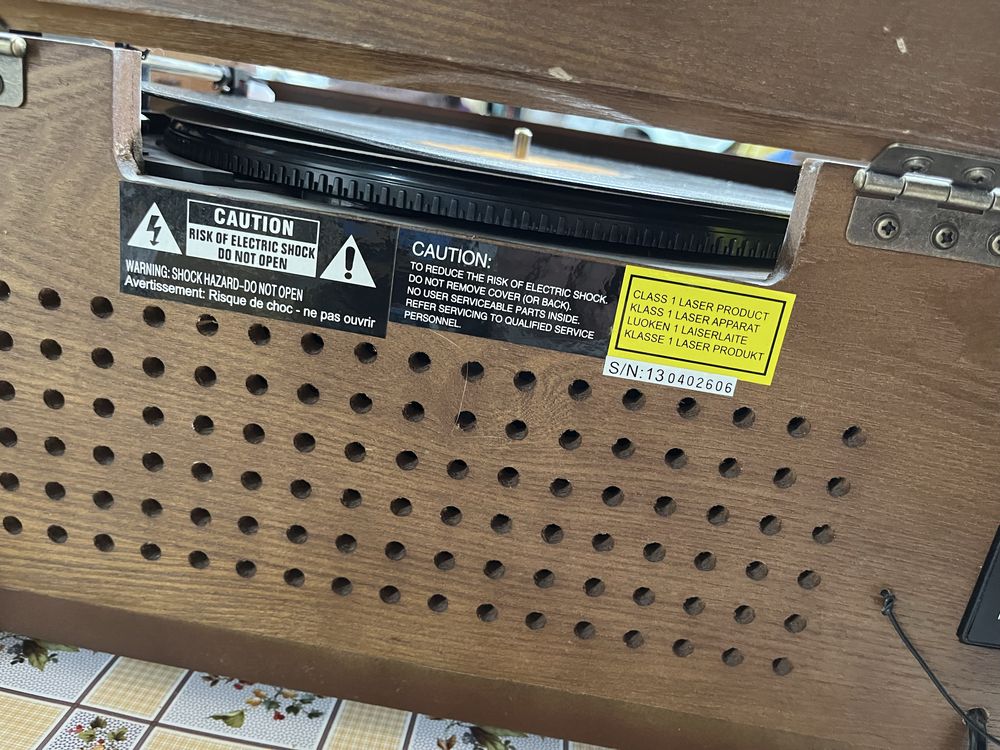 CAUTION
RISK OF ELECTRIC SHOCK
DO NOT OPEN
WARNING: SHOCK HAZARD-DO NOT OPEN
Avertissement: Risque de choc - ne pas ouvrir
CAUTION:
TO REDUCE THE RISK OF ELECTRIC SHOCK.
DO NOT REMOVE COVER (OR BACK).
NO USER SERVICEABLE PARTS INSIDE.
REFER SERVICING TO QUALIFIED SERVICE
PERSONNEL.
CLASS 1 LASER PRODUCT
KLASS 1 LASER APPARAT
LUOKEN 1 LAISERLAITE
KLASSE 1 LASER PRODUKT
S/N:130402606